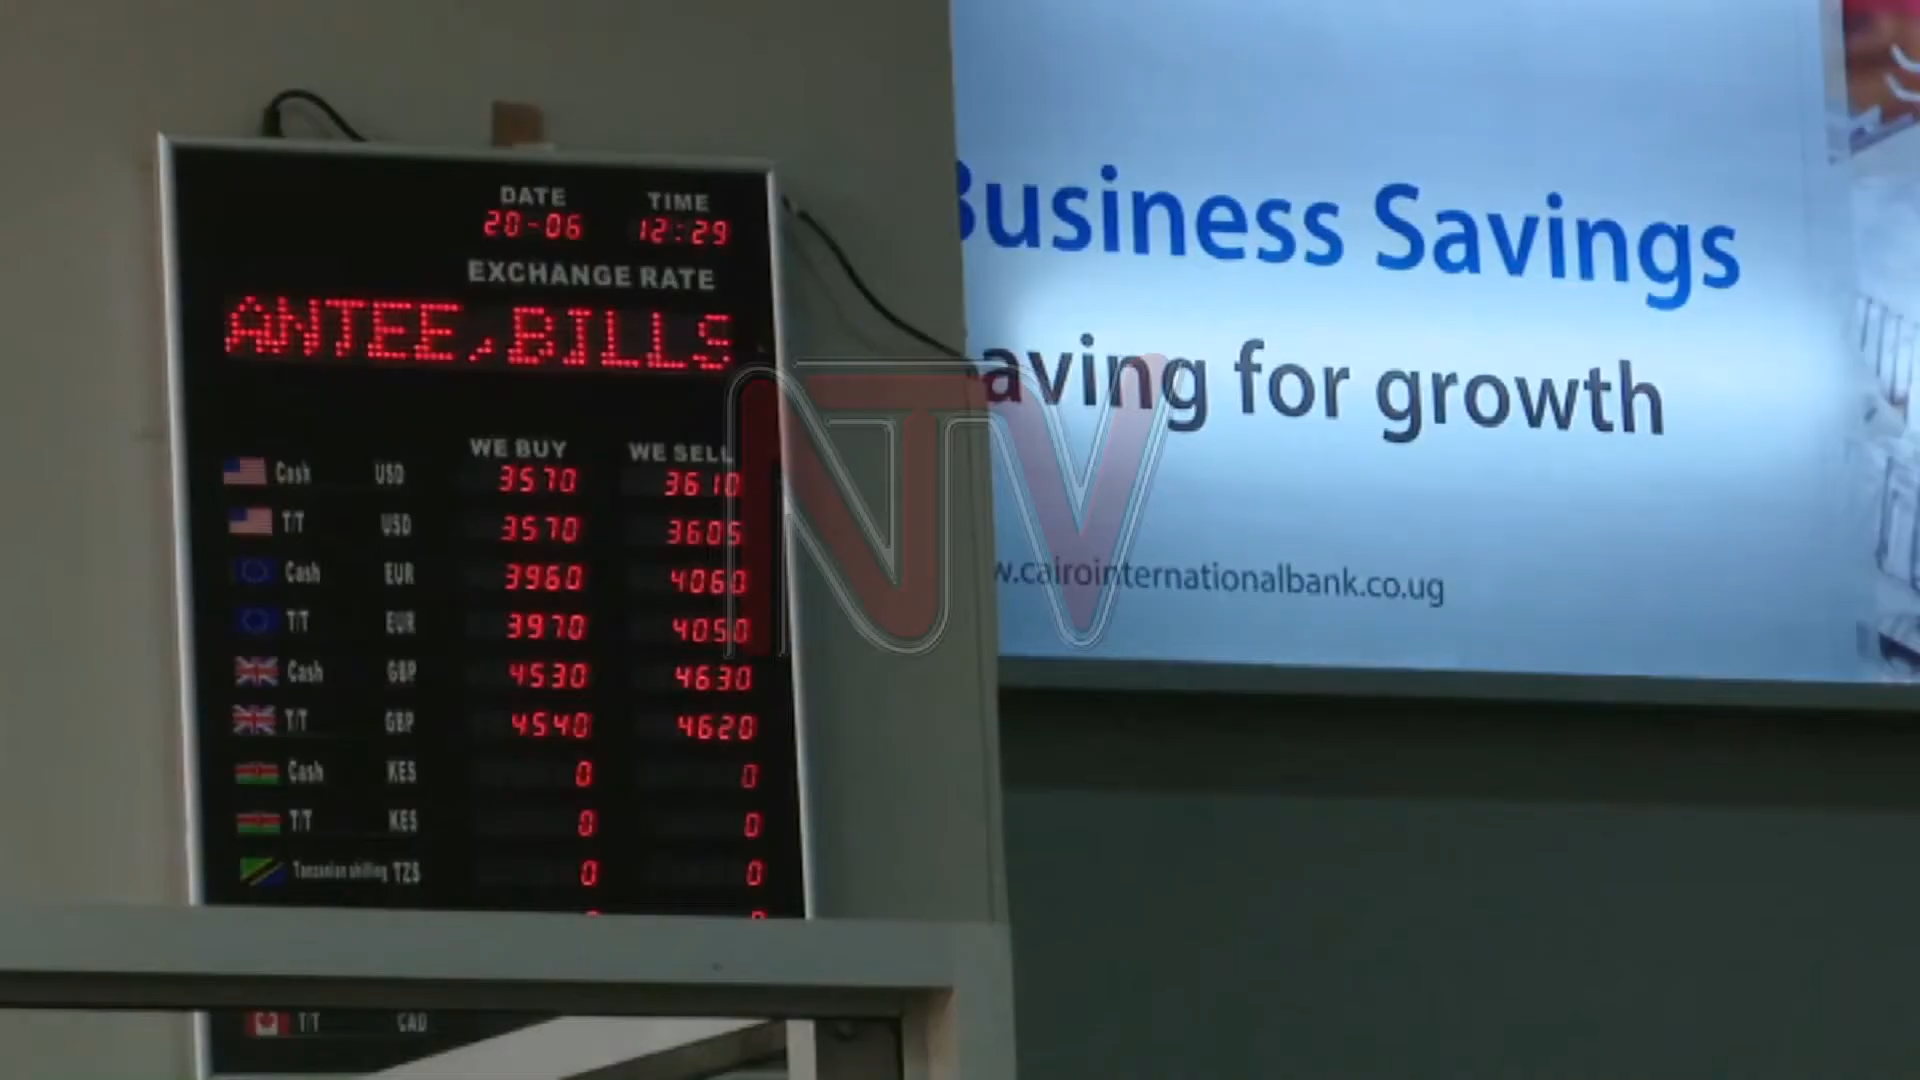 DATE TIME
20-06 12:29
EXCHANGE RATE
ANTEE,BILLS
WE BUY WE SELL
Cash USD 3570 3610
T/T USD 3570 3605
Cash EUR 3960 4060
T/T EUR 3970 4050
Cash GBP 4530 4630
T/T GBP 4540 4620
Cash KES 0 0
T/T KES 0 0
Tanzanian shilling TZS 0 0
T/T CAD
Business Savings
aving for growth
w.cairointernationalbank.co.ug
NTV